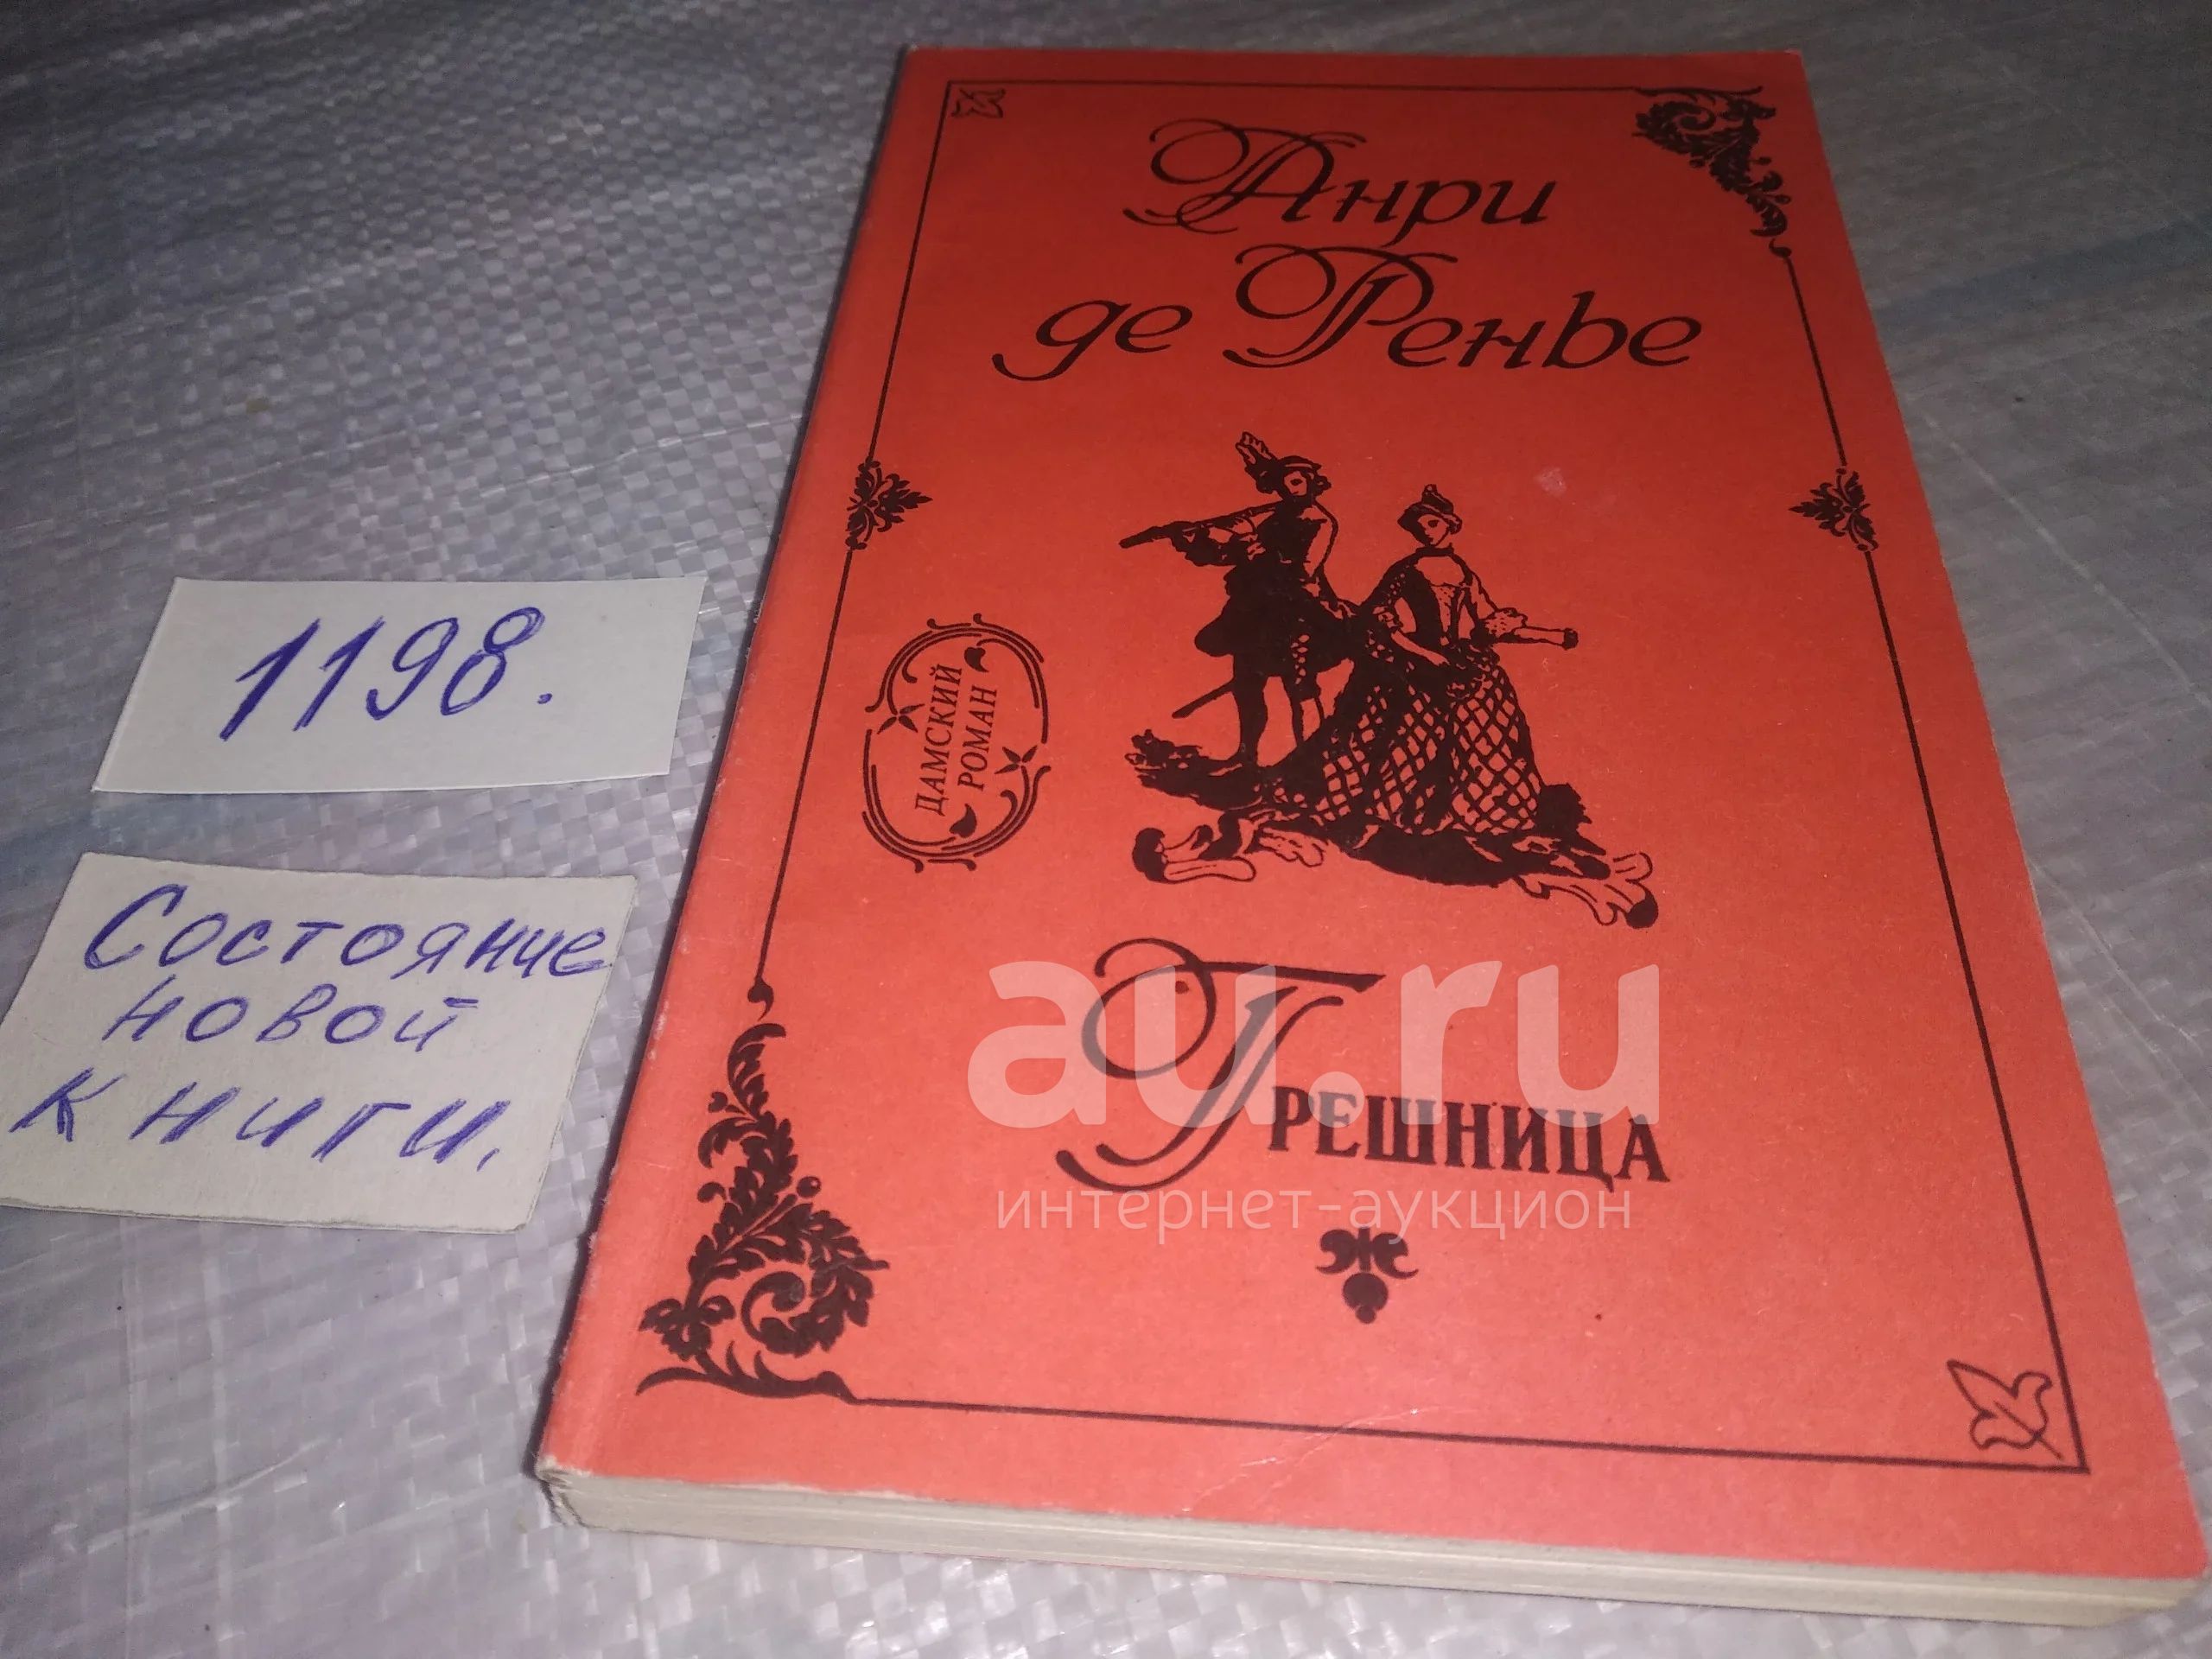 Анри
де Ренье
ДАМСКИЙ
РОМАН
ГРЕШНИЦА
1198.
Состояние
новой
книги.
au.ru
интернет-аукцион